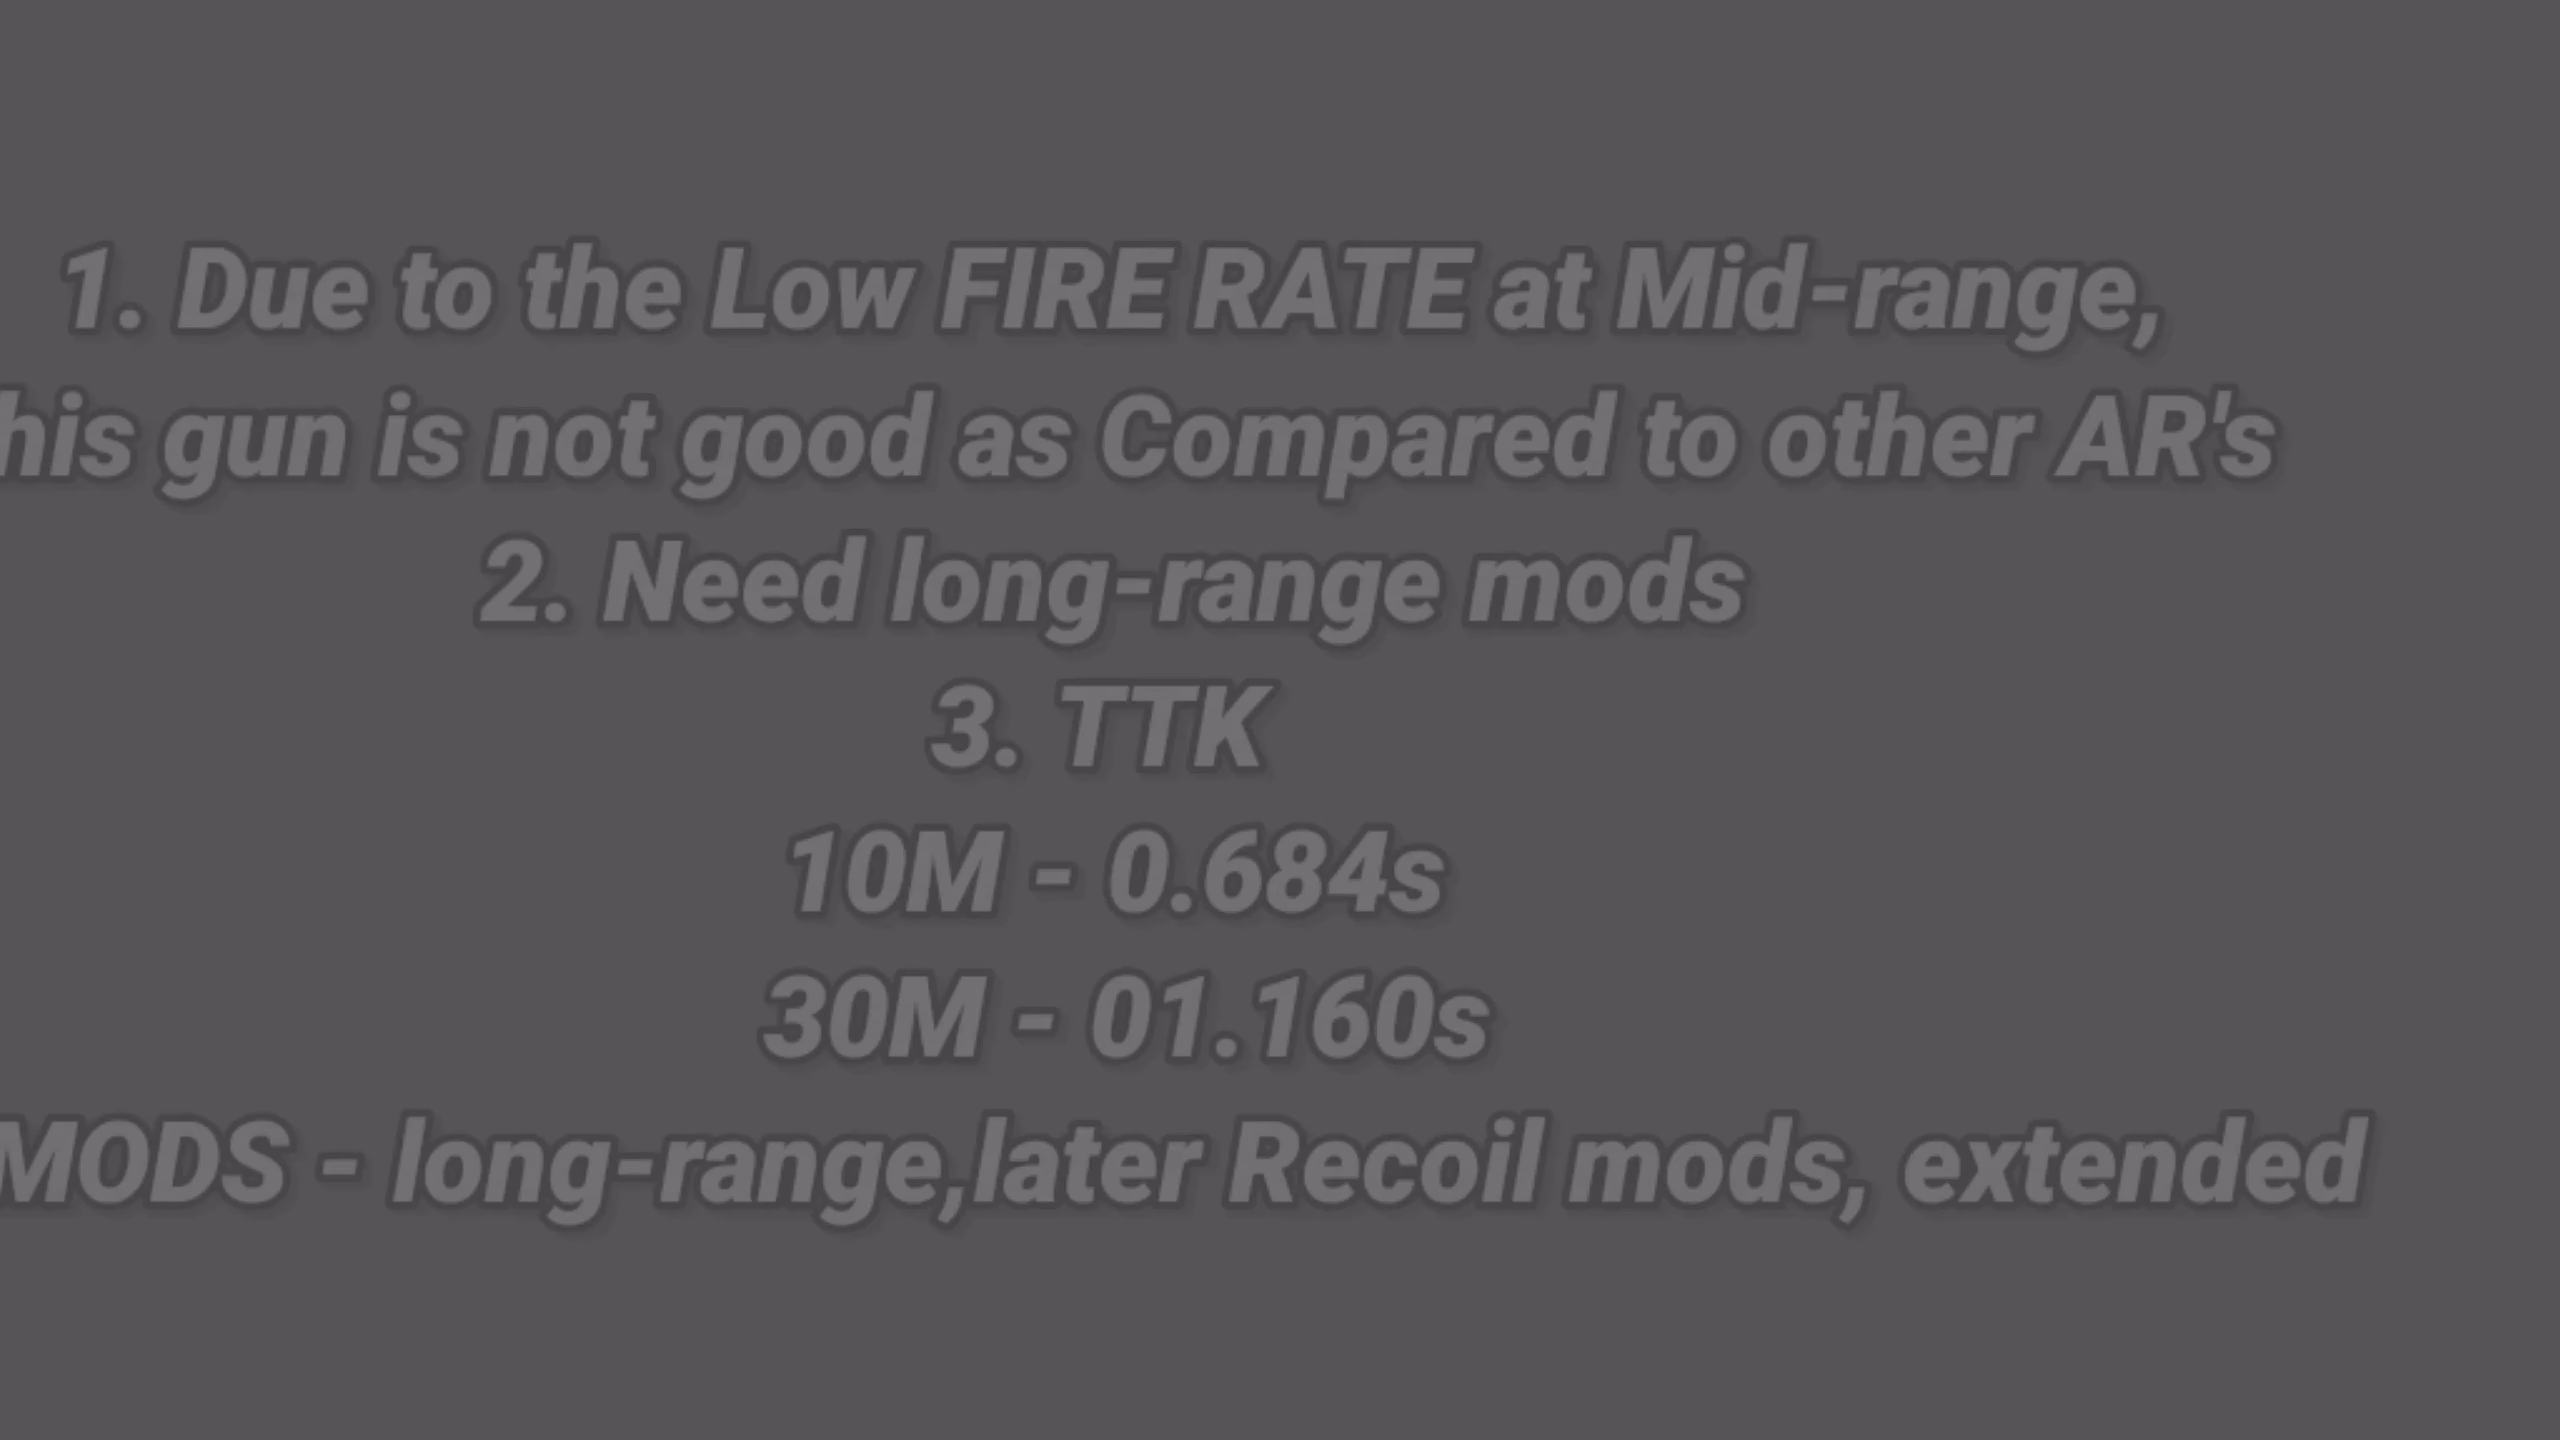 1. Due to the Low FIRE RATE at Mid-range,
his gun is not good as Compared to other AR's
2. Need long-range mods
3. TTK
10M - 0.684s
30M - 01.160s
MODS - long-range,later Recoil mods, extended